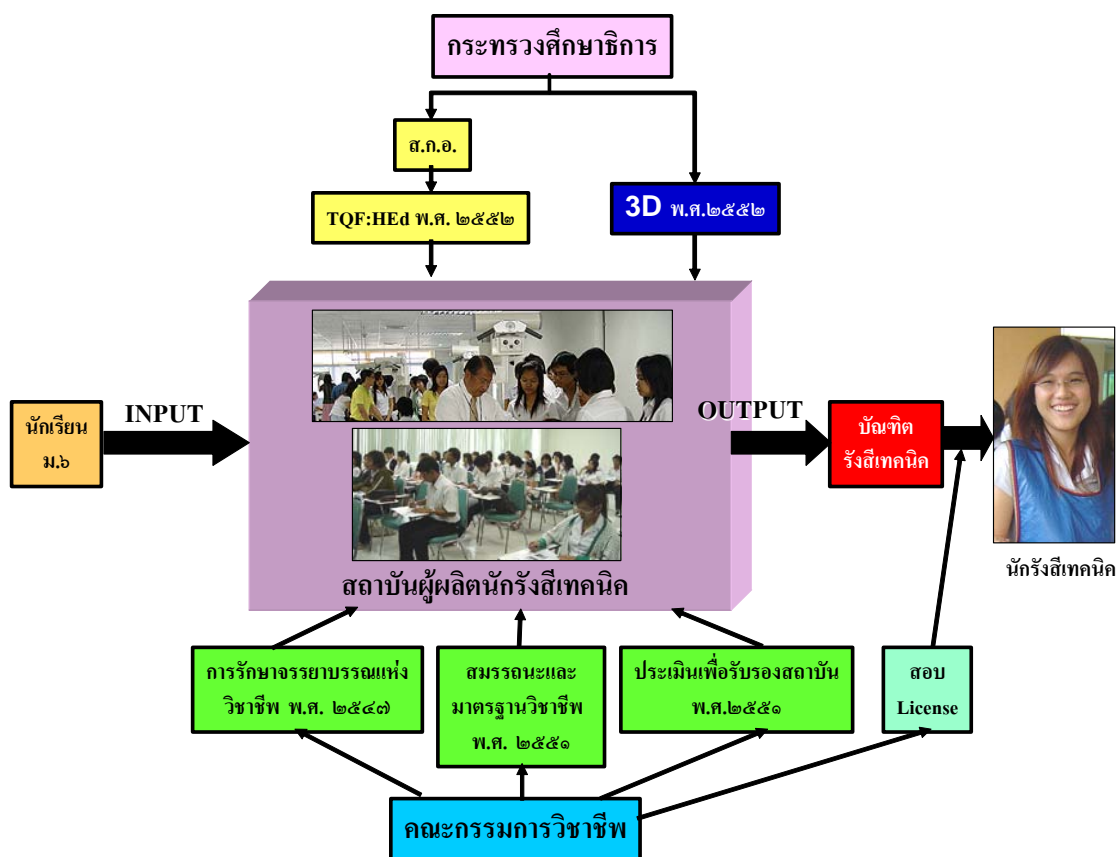 กระทรวงศึกษาธิการ
ส.ก.อ.
TQF:HEd พ.ศ. ๒๕๕๒
3D พ.ศ.๒๕๕๒
นักเรียน
ม.๖
INPUT
OUTPUT
บัณฑิต
รังสีเทคนิค
นักรังสีเทคนิค
สถาบันผู้ผลิตนักรังสีเทคนิค
การรักษาจรรยาบรรณแห่ง
วิชาชีพ พ.ศ. ๒๕๔๗
สมรรถนะและ
มาตรฐานวิชาชีพ
พ.ศ. ๒๕๕๑
ประเมินเพื่อรับรองสถาบัน
พ.ศ.๒๕๕๑
สอบ
License
คณะกรรมการวิชาชีพ